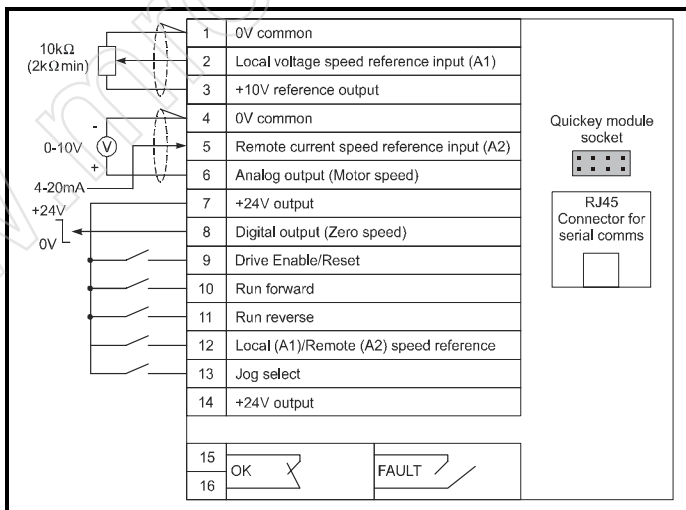 1 0V common
10kΩ
(2kΩ min)
2 Local voltage speed reference input (A1)
3 +10V reference output
4 0V common
-
0-10V
V
5 Remote current speed reference input (A2)
+
6 Analog output (Motor speed)
4-20mA
7 +24V output
+24V
8 Digital output (Zero speed)
0V
9 Drive Enable/Reset
10 Run forward
11 Run reverse
12 Local (A1)/Remote (A2) speed reference
13 Jog select
14 +24V output
15
OK
FAULT
16
Quickey module
socket
RJ45
Connector for
serial comms